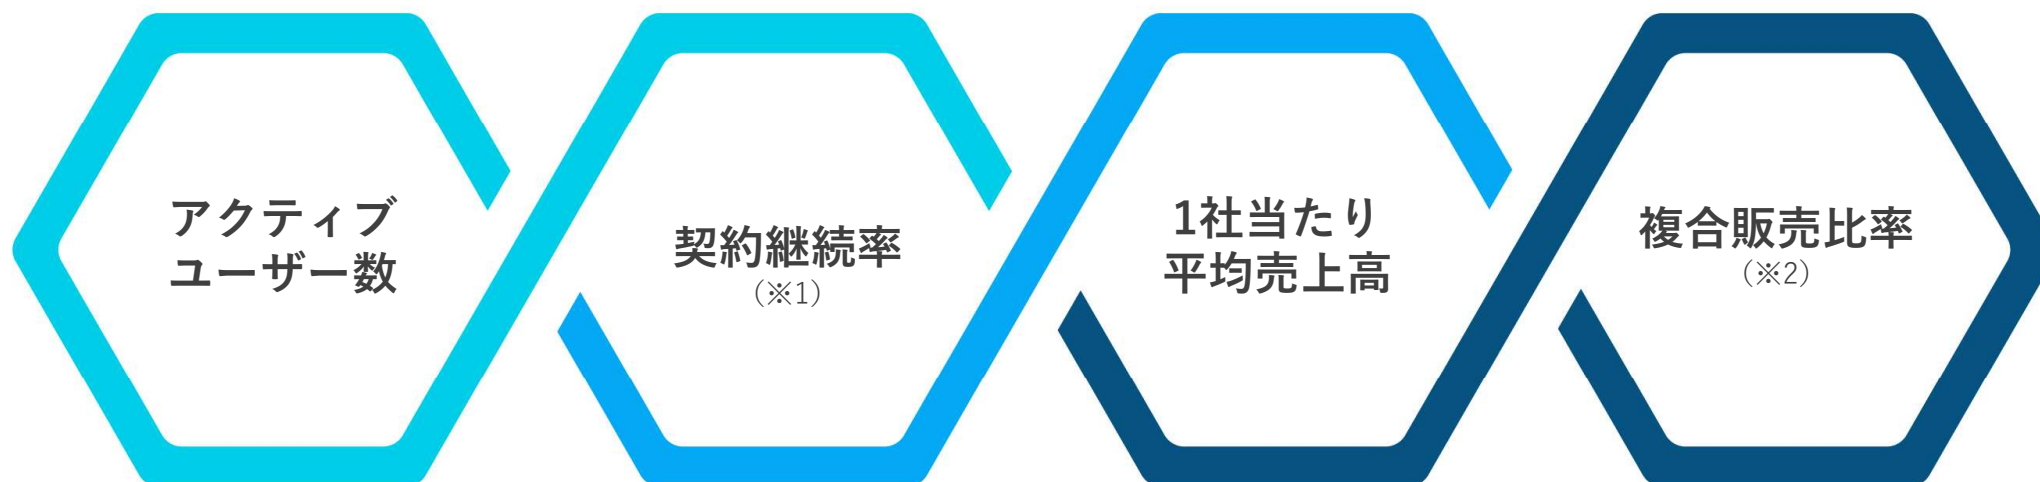 アクティブ
ユーザー数
契約継続率
（※1）
1社当たり
平均売上高
複合販売比率
（※2）